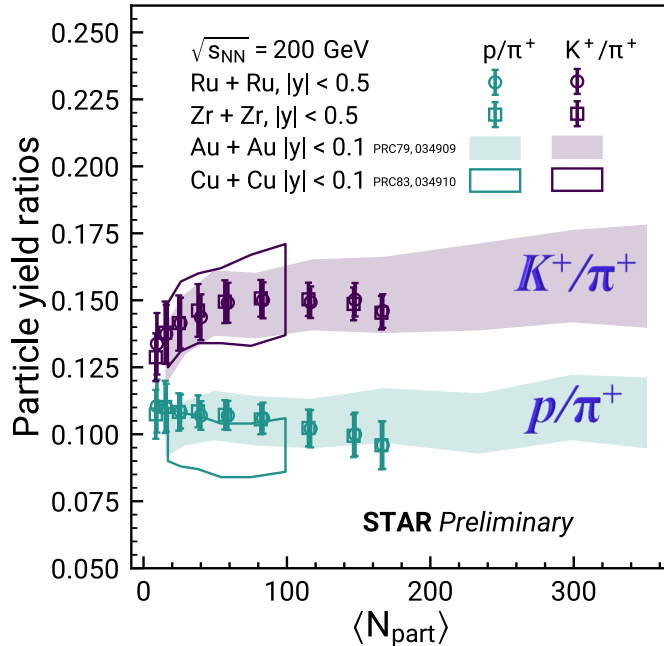 √s_NN = 200 GeV p/π⁺ K⁺/π⁺
Ru + Ru, |y| < 0.5
Zr + Zr, |y| < 0.5
Au + Au |y| < 0.1 PRC79, 034909
Cu + Cu |y| < 0.1 PRC83, 034910
Particle yield ratios
0.250
0.225
0.200
0.175
0.150
0.125
0.100
0.075
0.050
K⁺/π⁺
p/π⁺
STAR Preliminary
0 100 200 300
⟨N_part⟩